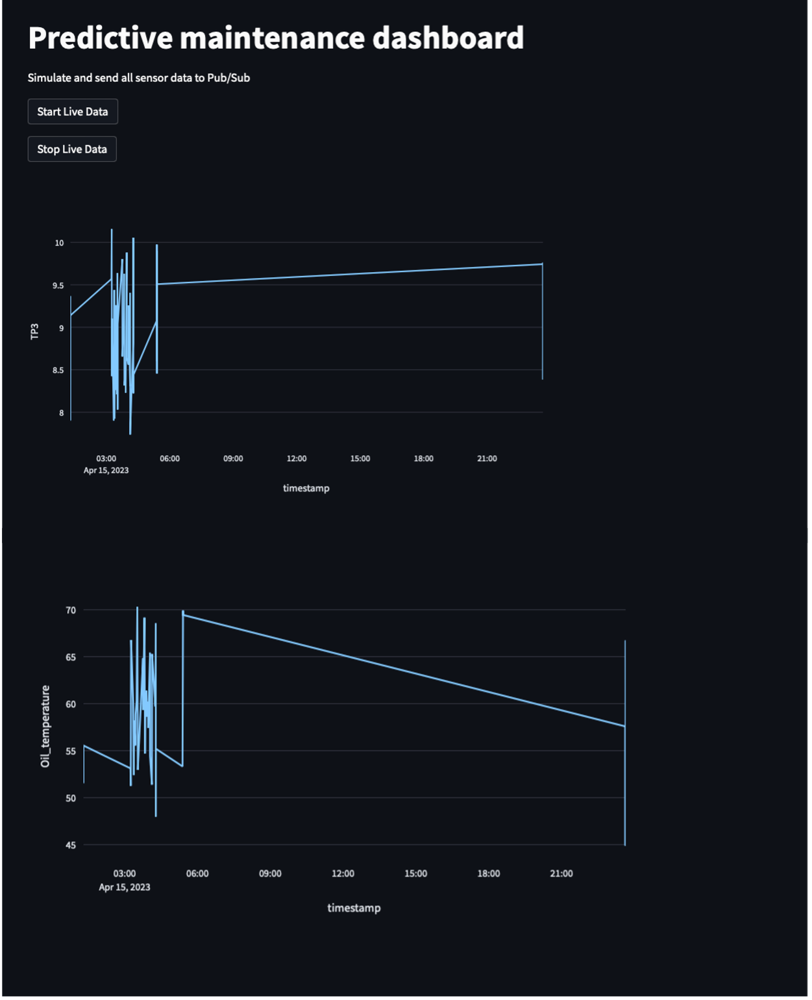 Predictive maintenance dashboard
Simulate and send all sensor data to Pub/Sub
Start Live Data
Stop Live Data
10
9.5
9
8.5
8
TP3
03:00 06:00 09:00 12:00 15:00 18:00 21:00
Apr 15, 2023
timestamp
70
65
60
55
50
45
Oil_temperature
03:00 06:00 09:00 12:00 15:00 18:00 21:00
Apr 15, 2023
timestamp